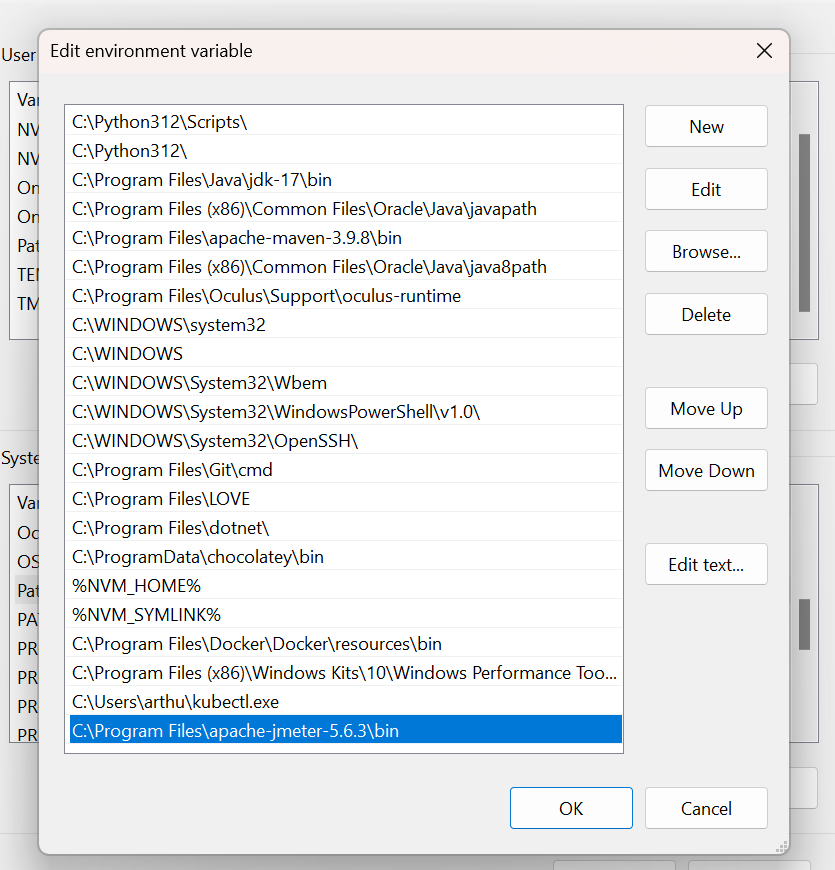 Edit environment variable
User
Var
NV
NV
On
On
Pat
TEM
TM
C:\Python312\Scripts\
C:\Python312\
C:\Program Files\Java\jdk-17\bin
C:\Program Files (x86)\Common Files\Oracle\Java\javapath
C:\Program Files\apache-maven-3.9.8\bin
C:\Program Files (x86)\Common Files\Oracle\Java\java8path
C:\Program Files\Oculus\Support\oculus-runtime
C:\WINDOWS\system32
C:\WINDOWS
C:\WINDOWS\System32\Wbem
C:\WINDOWS\System32\WindowsPowerShell\v1.0\
C:\WINDOWS\System32\OpenSSH\
C:\Program Files\Git\cmd
C:\Program Files\LOVE
C:\Program Files\dotnet\
C:\ProgramData\chocolatey\bin
%NVM_HOME%
%NVM_SYMLINK%
C:\Program Files\Docker\Docker\resources\bin
C:\Program Files (x86)\Windows Kits\10\Windows Performance Too...
C:\Users\arthu\kubectl.exe
C:\Program Files\apache-jmeter-5.6.3\bin
New
Edit
Browse...
Delete
Move Up
Move Down
Edit text...
Syste
Var
Oc
OS
Pat
PA
PR
PR
PR
PR
OK
Cancel